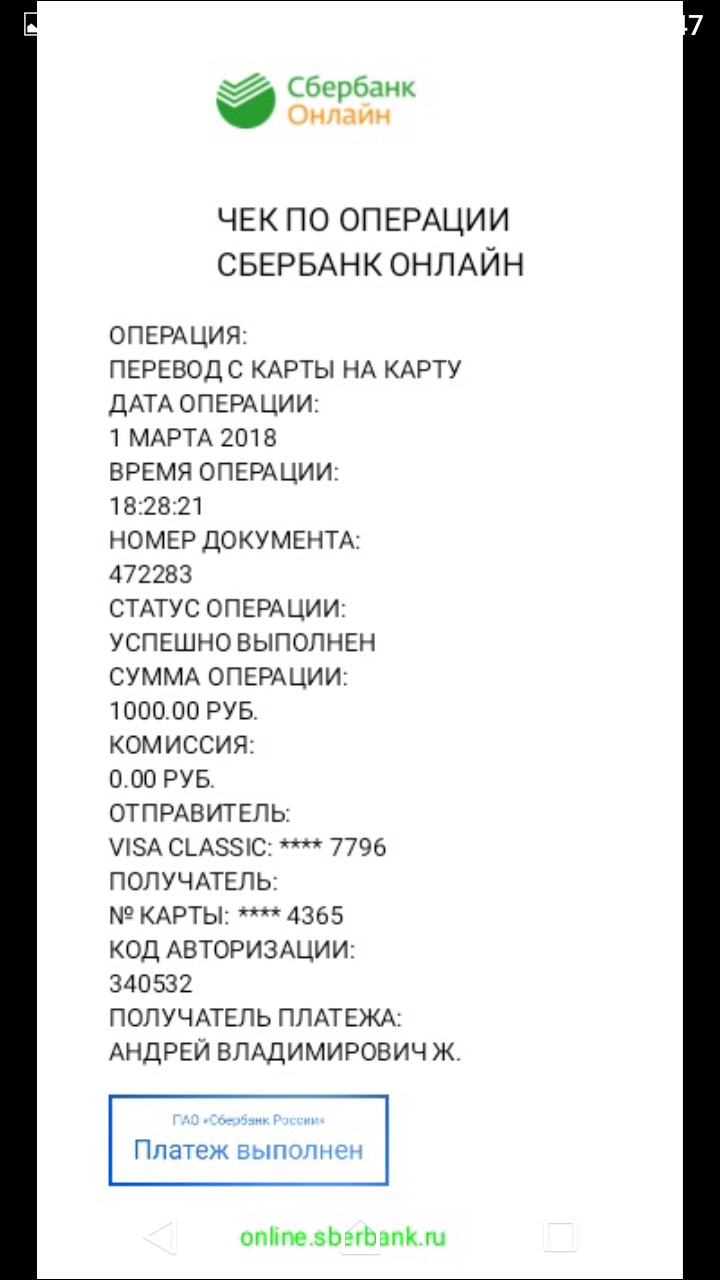 47
Сбербанк
Онлайн
ЧЕК ПО ОПЕРАЦИИ
СБЕРБАНК ОНЛАЙН
ОПЕРАЦИЯ:
ПЕРЕВОД С КАРТЫ НА КАРТУ
ДАТА ОПЕРАЦИИ:
1 МАРТА 2018
ВРЕМЯ ОПЕРАЦИИ:
18:28:21
НОМЕР ДОКУМЕНТА:
472283
СТАТУС ОПЕРАЦИИ:
УСПЕШНО ВЫПОЛНЕН
СУММА ОПЕРАЦИИ:
1000.00 РУБ.
КОМИССИЯ:
0.00 РУБ.
ОТПРАВИТЕЛЬ:
VISA CLASSIC: **** 7796
ПОЛУЧАТЕЛЬ:
№ КАРТЫ: **** 4365
КОД АВТОРИЗАЦИИ:
340532
ПОЛУЧАТЕЛЬ ПЛАТЕЖА:
АНДРЕЙ ВЛАДИМИРОВИЧ Ж.
ПАО «Сбербанк России«
Платеж выполнен
online.sberbank.ru